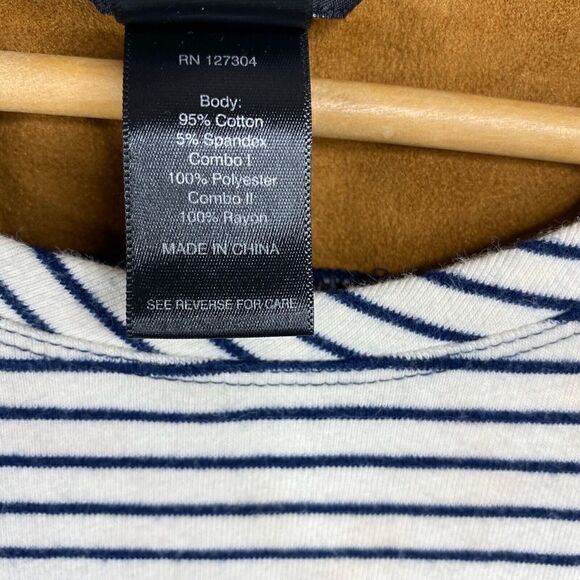 RN 127304
Body:
95% Cotton
5% Spandex
Combo I
100% Polyester
Combo II
100% Rayon
MADE IN CHINA
SEE REVERSE FOR CARE